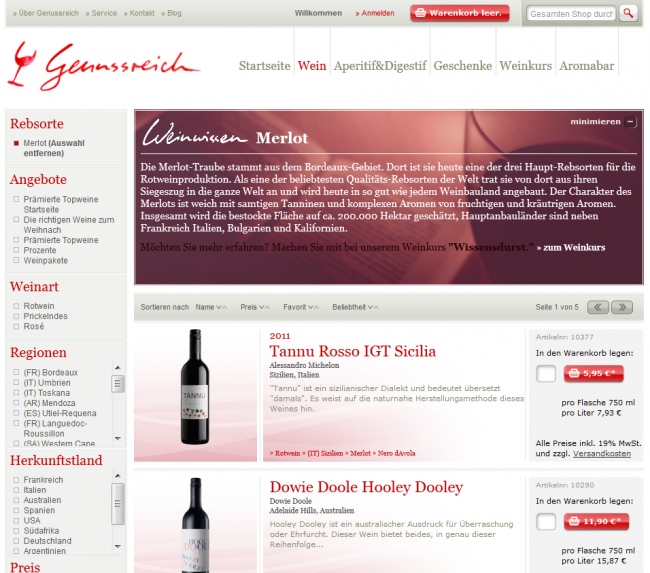 » Über Genussreich » Service » Kontakt » Blog
Willkommen » Anmelden Warenkorb leer. Gesamten Shop durch
Genussreich
Startseite Wein Aperitif&Digestif Geschenke Weinkurs Aromabar
Rebsorte
Merlot (Auswahl
entfernen)
Angebote
Prämierte Topweine
Startseite
Die richtigen Weine zum
Weihnach
Prämierte Topweine
Prozente
Weinpakete
Weinart
Rotwein
Prickelndes
Rosé
Regionen
(FR) Bordeaux
(IT) Umbrien
(IT) Toskana
(AR) Mendoza
(ES) Utiel-Requena
(FR) Languedoc-
Roussillon
(SA) Western Cape
Herkunftsland
Frankreich
Italien
Australien
Spanien
USA
Südafrika
Deutschland
Argentinien
Preis
minimieren
Weinwissen Merlot
Die Merlot-Traube stammt aus dem Bordeaux-Gebiet. Dort ist sie heute eine der drei Haupt-Rebsorten für die
Rotweinproduktion. Als eine der beliebtesten Qualitäts-Rebsorten der Welt trat sie von dort aus ihren
Siegeszug in die ganze Welt an und wird heute in so gut wie jedem Weinbauland angebaut. Der Charakter des
Merlots ist weich mit samtigen Tanninen und komplexen Aromen von fruchtigen und kräutrigen Aromen.
Insgesamt wird die bestockte Fläche auf ca. 200.000 Hektar geschätzt, Hauptanbauländer sind neben
Frankreich Italien, Bulgarien und Kalifornien.
Möchten Sie mehr erfahren? Machen Sie mit bei unserem Weinkurs "Wissensdurst." » zum Weinkurs
Sortieren nach Name Preis Favorit Beliebtheit Seite 1 von 5
2011
Tannu Rosso IGT Sicilia
Alessandro Michelon
Sizilien, Italien
"Tannu" ist ein sizilianischer Dialekt und bedeutet übersetzt
"damals". Es weist auf die naturnahe Herstellungsmethode dieses
Weines hin.
» Rotwein » (IT) Sizilien » Merlot » Nero dAvola
TANNU
Artikelnr: 10377
In den Warenkorb legen:
5,95 €*
pro Flasche 750 ml
pro Liter 7,93 €
Alle Preise inkl. 19% MwSt.
und zzgl. Versandkosten
Dowie Doole Hooley Dooley
Dowie Doole
Adelaide Hills, Australien
Hooley Dooley ist ein australischer Ausdruck für Überraschung
oder Ehrfurcht. Dieser Wein bietet beides, in genau dieser
Reihenfolge...
Artikelnr: 10290
In den Warenkorb legen:
11,90 €*
pro Flasche 750 ml
pro Liter 15,87 €